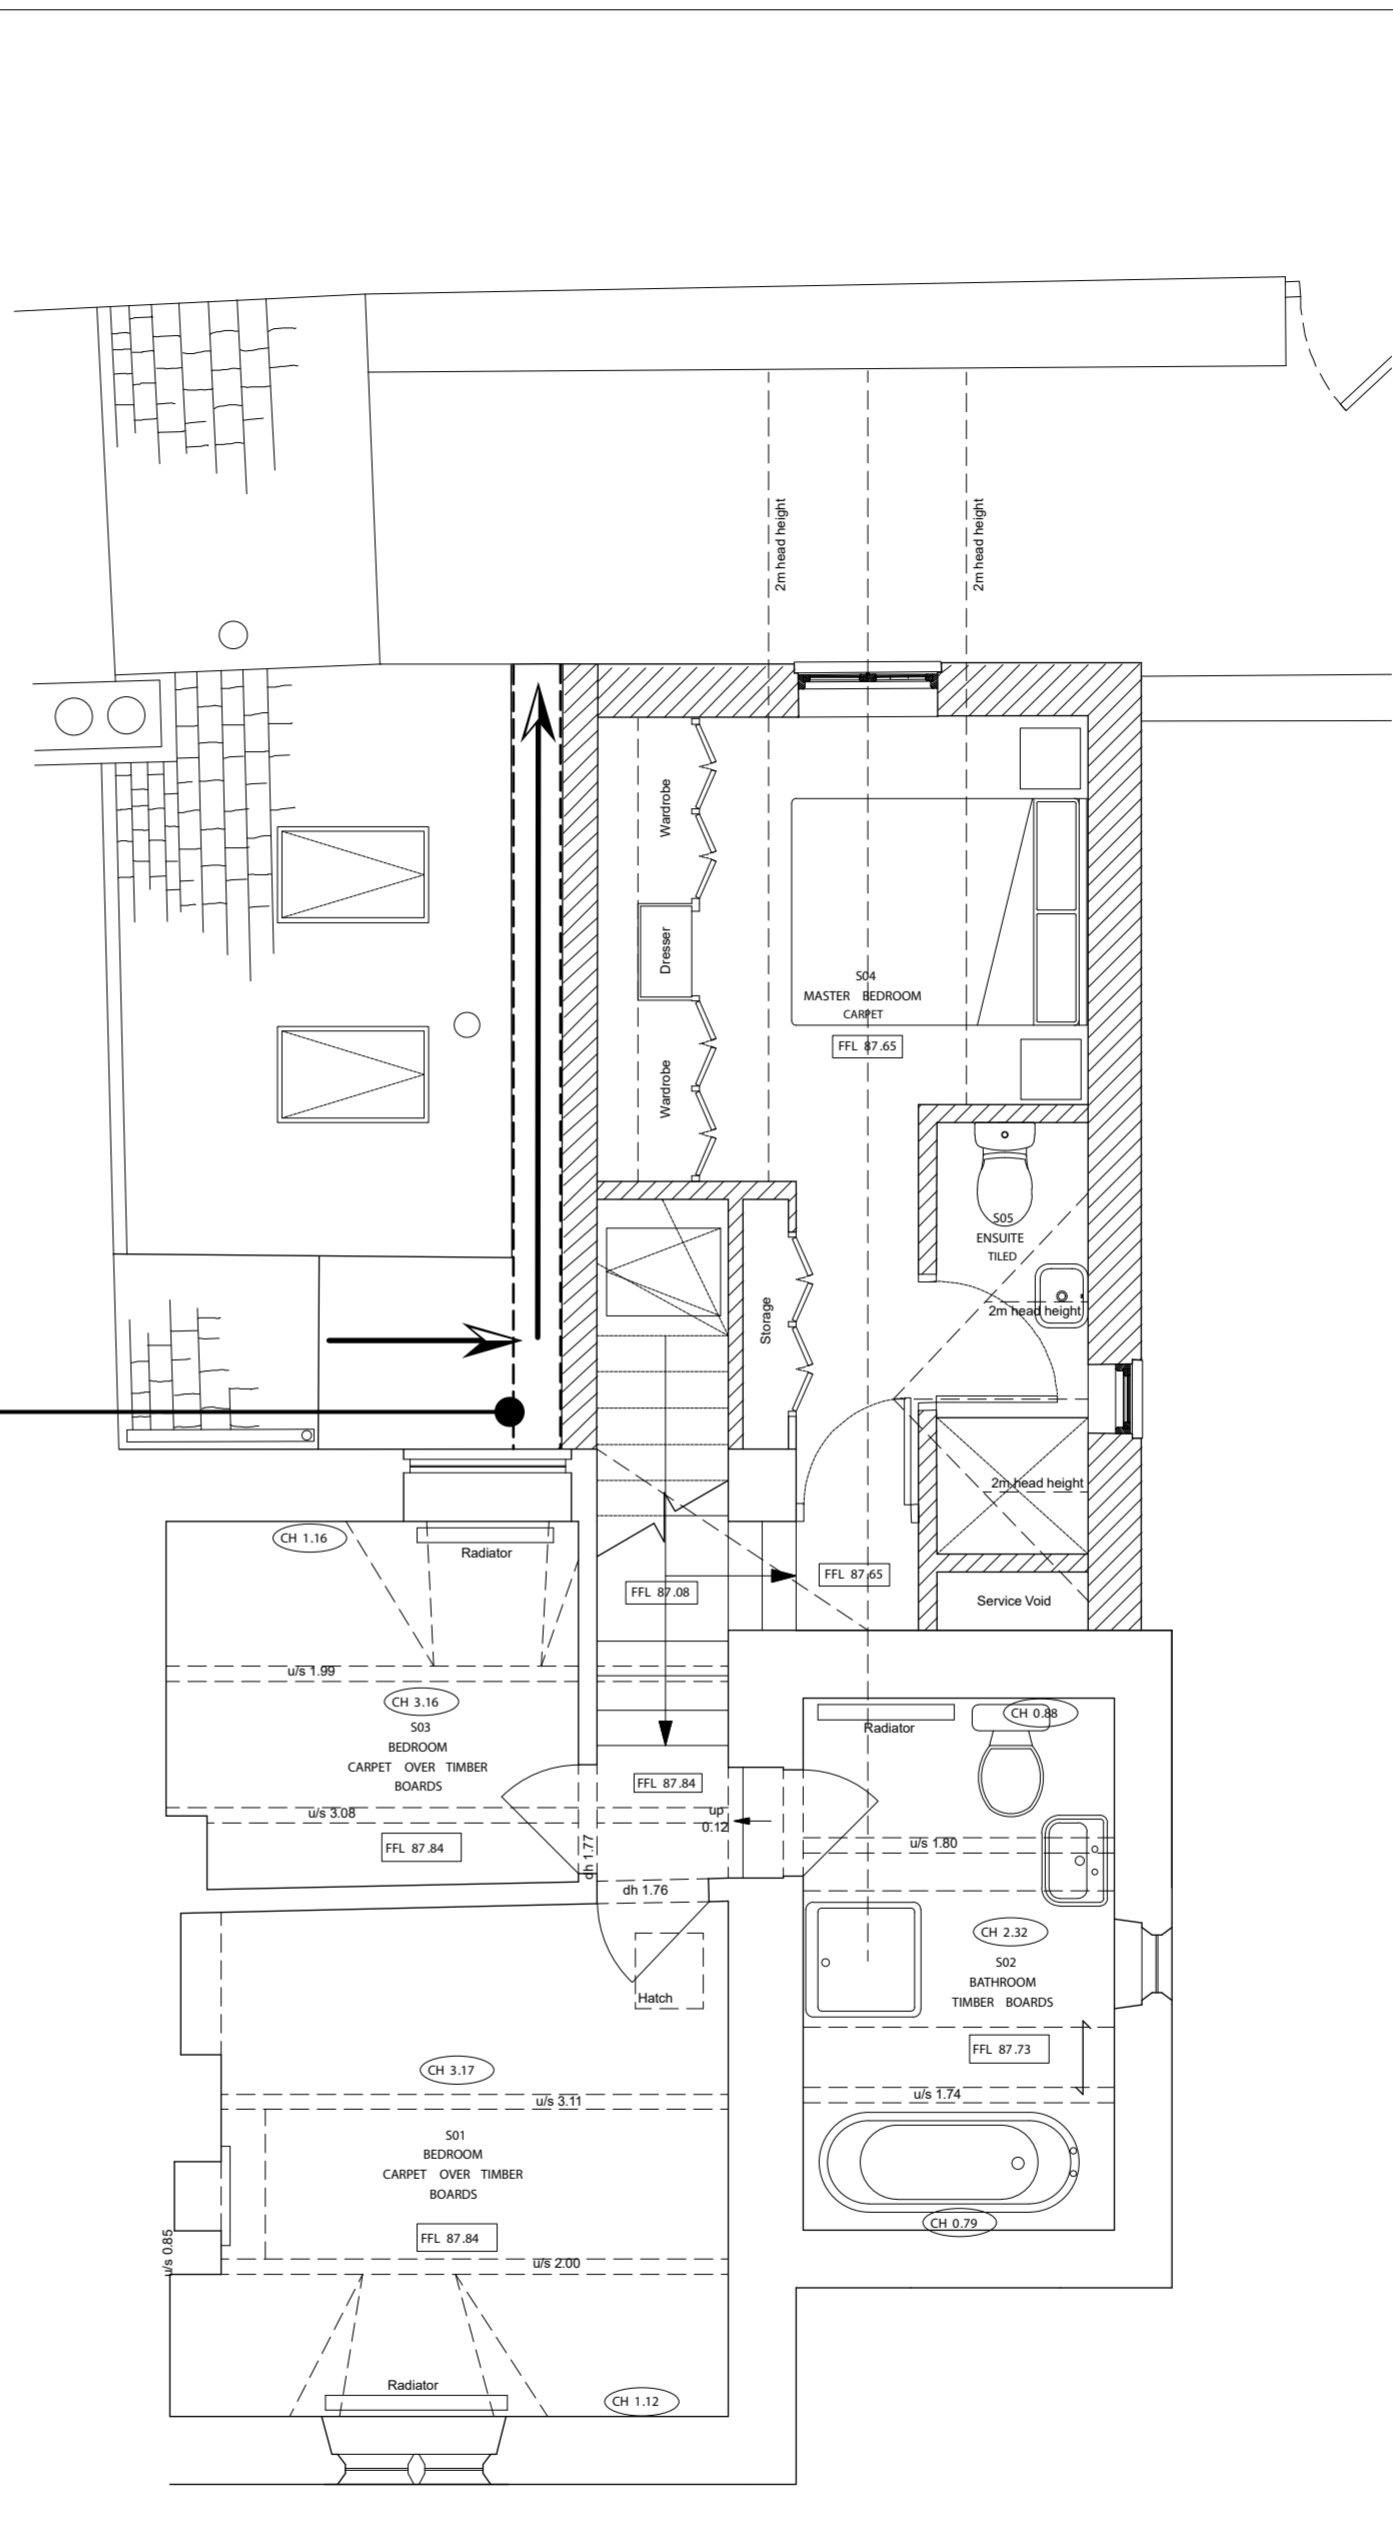 2m head height
2m head height
Wardrobe
Dresser
Wardrobe
S04
MASTER BEDROOM
CARPET
FFL 87.65
S05
ENSUITE
TILED
2m head height
Storage
2m head height
CH 1.16
Radiator
FFL 87.08
FFL 87.65
Service Void
u/s 1.99
CH 3.16
S03
BEDROOM
CARPET OVER TIMBER
BOARDS
u/s 3.08
FFL 87.84
dh 1.77
FFL 87.84
up
0.12
dh 1.76
Hatch
CH 0.88
Radiator
u/s 1.80
CH 2.32
S02
BATHROOM
TIMBER BOARDS
FFL 87.73
u/s 1.74
CH 0.79
CH 3.17
u/s 3.11
S01
BEDROOM
CARPET OVER TIMBER
BOARDS
FFL 87.84
u/s 0.85
u/s 2.00
Radiator
CH 1.12